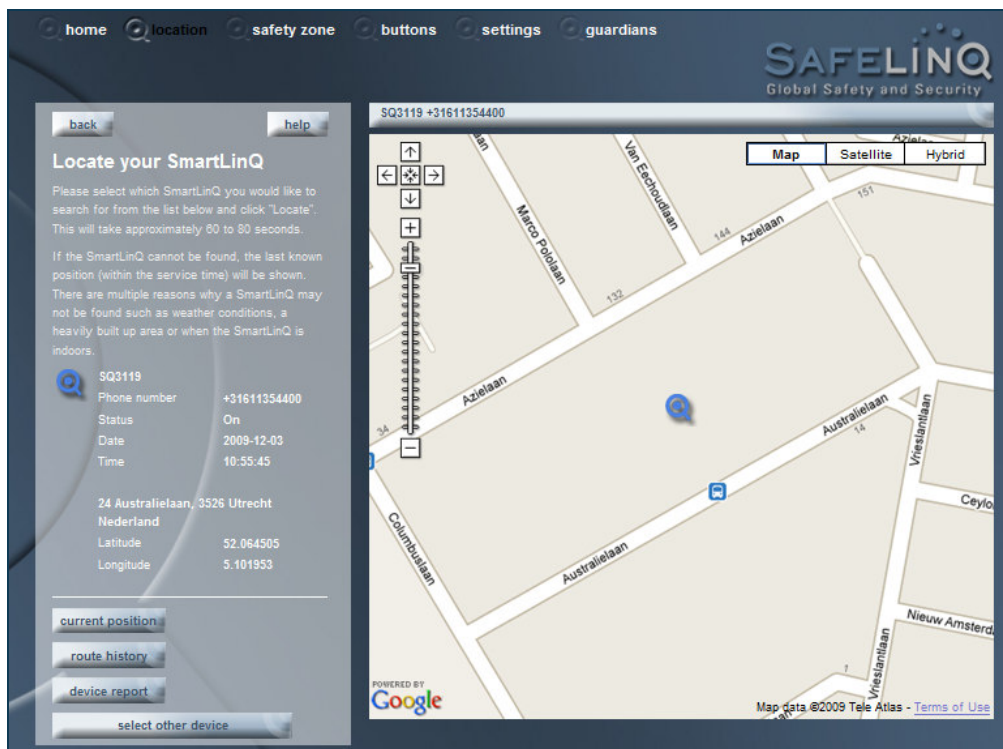 home location safety zone buttons settings guardians
SAFELINQ
Global Safety and Security
back help
Locate your SmartLinQ
Please select which SmartLinQ you would like to
search for from the list below and click "Locate".
This will take approximately 60 to 80 seconds.
If the SmartLinQ cannot be found, the last known
position (within the service time) will be shown.
There are multiple reasons why a SmartLinQ may
not be found such as weather conditions, a
heavily built up area or when the SmartLinQ is
indoors.
SQ3119
Phone number +31611354400
Status On
Date 2009-12-03
Time 10:55:45
24 Australielaan, 3526 Utrecht
Nederland
Latitude 52.064505
Longitude 5.101953
current position
route history
device report
select other device
SQ3119 +31611354400
Map Satellite Hybrid
Van Eechoudlaan
Marco Pololaan
Azielaan
151
144
Azielaan
132
Azielaan
34
Australielaan
14
Vrieslantlaan
Ceylo
Columbuslaan
Australielaan
Nieuw Amsterd
Vrieslantlaan
1
POWERED BY
Google
Map data ©2009 Tele Atlas - Terms of Use